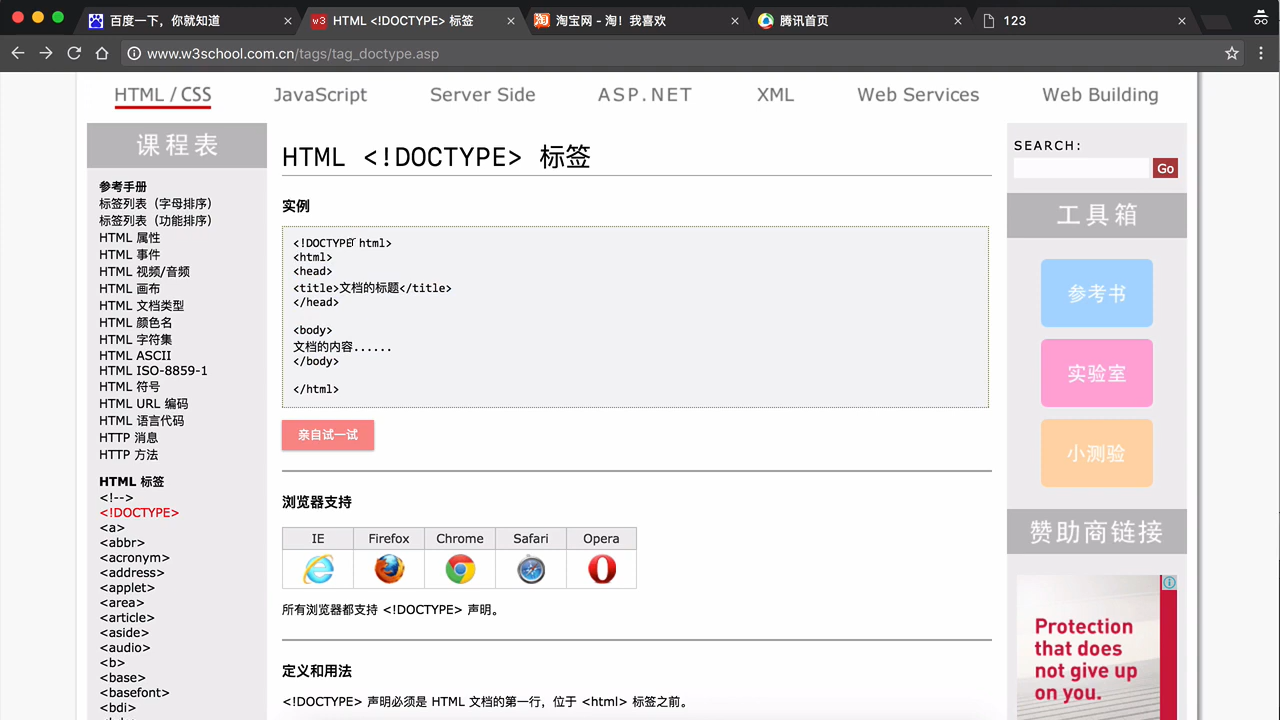 百度一下，你就知道
HTML <!DOCTYPE> 标签
淘宝网 - 淘！我喜欢
腾讯首页
123
www.w3school.com.cn/tags/tag_doctype.asp
HTML / CSS
JavaScript
Server Side
ASP.NET
XML
Web Services
Web Building
课程表
参考手册
标签列表（字母排序）
标签列表（功能排序）
HTML 属性
HTML 事件
HTML 视频/音频
HTML 画布
HTML 文档类型
HTML 颜色名
HTML 字符集
HTML ASCII
HTML ISO-8859-1
HTML 符号
HTML URL 编码
HTML 语言代码
HTTP 消息
HTTP 方法
HTML 标签
<!-->
<!DOCTYPE>
<a>
<abbr>
<acronym>
<address>
<applet>
<area>
<article>
<aside>
<audio>
<b>
<base>
<basefont>
<bdi>
HTML <!DOCTYPE> 标签
实例
<!DOCTYPE html>
<html>
<head>
<title>文档的标题</title>
</head>
<body>
文档的内容......
</body>
</html>
亲自试一试
浏览器支持
IE
Firefox
Chrome
Safari
Opera
所有浏览器都支持 <!DOCTYPE> 声明。
定义和用法
<!DOCTYPE> 声明必须是 HTML 文档的第一行，位于 <html> 标签之前。
SEARCH:
Go
工具箱
参考书
实验室
小测验
赞助商链接
Protection
that does
not give up
on you.